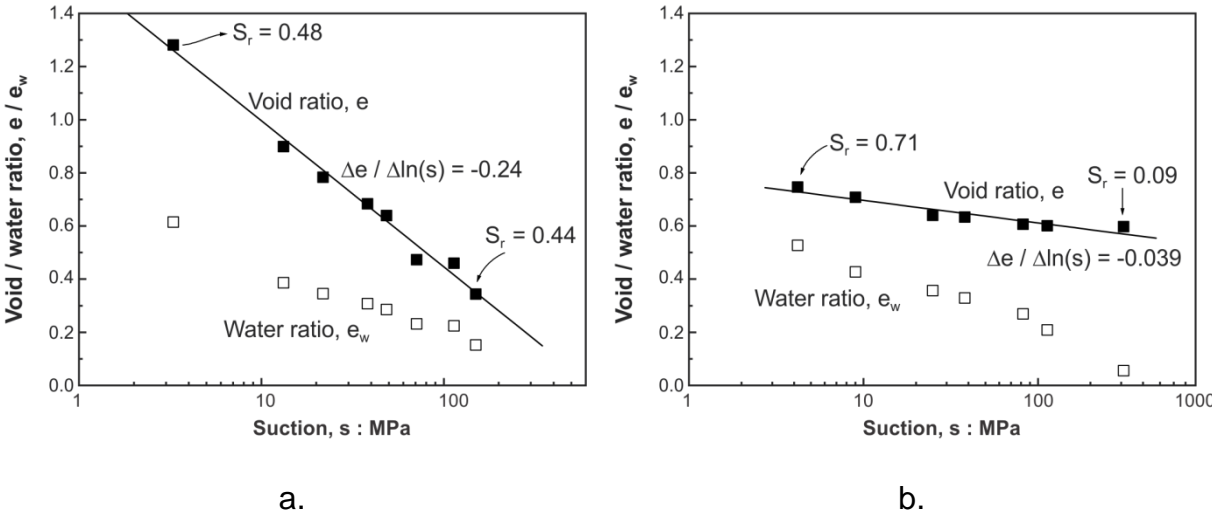 Void / water ratio, e / e_w
1.4
1.2
1.0
0.8
0.6
0.4
0.2
0.0
S_r = 0.48
Void ratio, e
Δe / Δln(s) = -0.24
S_r = 0.44
Water ratio, e_w
1 10 100
Suction, s : MPa
a.
Void / water ratio, e / e_w
1.4
1.2
1.0
0.8
0.6
0.4
0.2
0.0
S_r = 0.71
Void ratio, e
S_r = 0.09
Δe / Δln(s) = -0.039
Water ratio, e_w
1 10 100 1000
Suction, s : MPa
b.